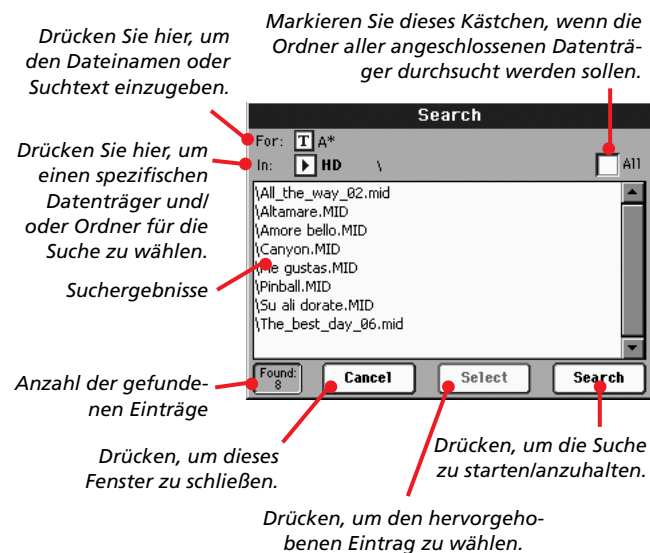 Drücken Sie hier, um
den Dateinamen oder
Suchtext einzugeben.
Markieren Sie dieses Kästchen, wenn die
Ordner aller angeschlossenen Datenträ-
ger durchsucht werden sollen.
Drücken Sie hier, um
einen spezifischen
Datenträger und/
oder Ordner für die
Suche zu wählen.
Suchergebnisse
Anzahl der gefunde-
nen Einträge
Search
For: T A*
In: HD \ All
\All_the_way_02.mid
\Altamare.MID
\Amore bello.MID
\Canyon.MID
gustas.MID
\Pinball.MID
\Su ali dorate.MID
\The_best_day_06.mid
Found:
8
Cancel
Select
Search
Drücken, um dieses
Fenster zu schließen.
Drücken, um die Suche
zu starten/anzuhalten.
Drücken, um den hervorgeho-
benen Eintrag zu wählen.